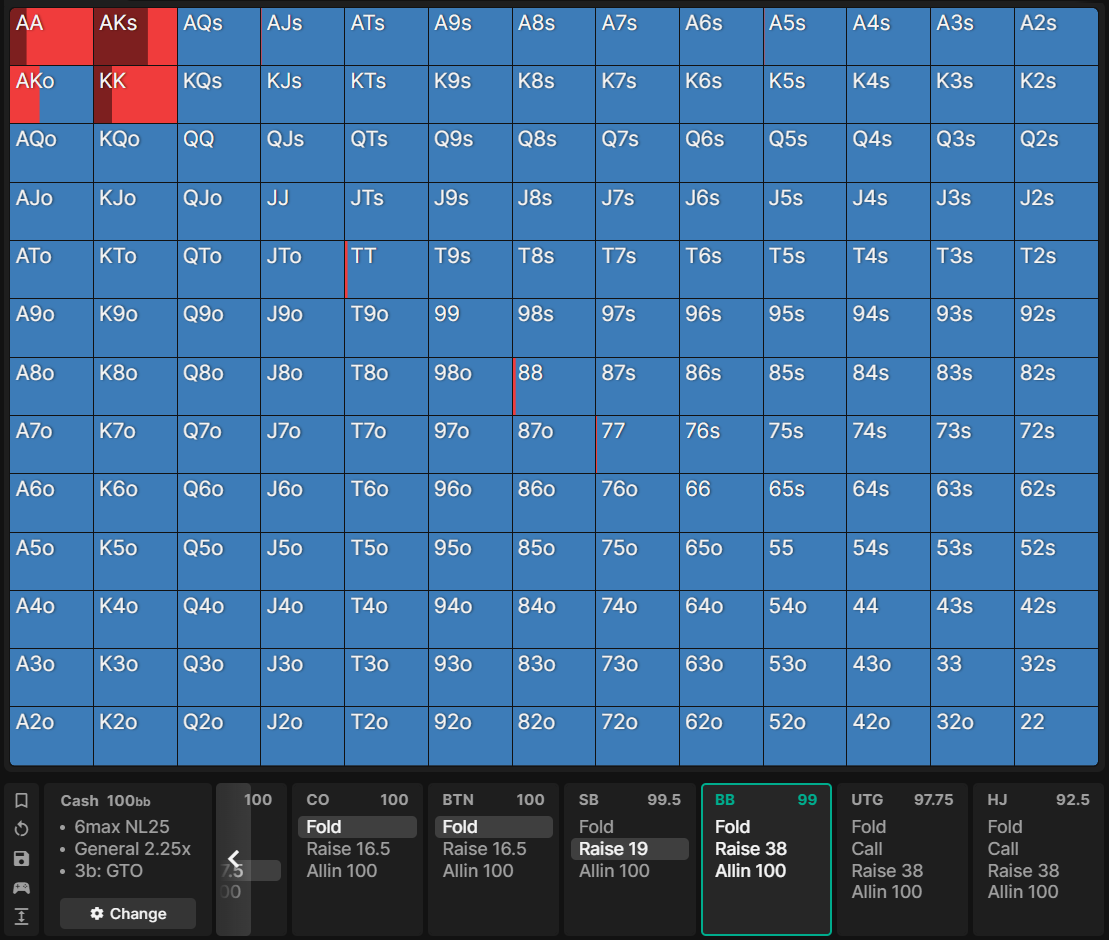 AA AKs AQs AJs ATs A9s A8s A7s A6s A5s A4s A3s A2s
AKo KK KQs KJs KTs K9s K8s K7s K6s K5s K4s K3s K2s
AQo KQo QQ QJs QTs Q9s Q8s Q7s Q6s Q5s Q4s Q3s Q2s
AJo KJo QJo JJ JTs J9s J8s J7s J6s J5s J4s J3s J2s
ATo KTo QTo JTo TT T9s T8s T7s T6s T5s T4s T3s T2s
A9o K9o Q9o J9o T9o 99 98s 97s 96s 95s 94s 93s 92s
A8o K8o Q8o J8o T8o 98o 88 87s 86s 85s 84s 83s 82s
A7o K7o Q7o J7o T7o 97o 87o 77 76s 75s 74s 73s 72s
A6o K6o Q6o J6o T6o 96o 86o 76o 66 65s 64s 63s 62s
A5o K5o Q5o J5o T5o 95o 85o 75o 65o 55 54s 53s 52s
A4o K4o Q4o J4o T4o 94o 84o 74o 64o 54o 44 43s 42s
A3o K3o Q3o J3o T3o 93o 83o 73o 63o 53o 43o 33 32s
A2o K2o Q2o J2o T2o 92o 82o 72o 62o 52o 42o 32o 22
Cash 100bb
• 6max NL25
• General 2.25x
• 3b: GTO
Change
100
7.5
00
CO 100
Fold
Raise 16.5
Allin 100
BTN 100
Fold
Raise 16.5
Allin 100
SB 99.5
Fold
Raise 19
Allin 100
BB 99
Fold
Raise 38
Allin 100
UTG 97.75
Fold
Call
Raise 38
Allin 100
HJ 92.5
Fold
Call
Raise 38
Allin 100